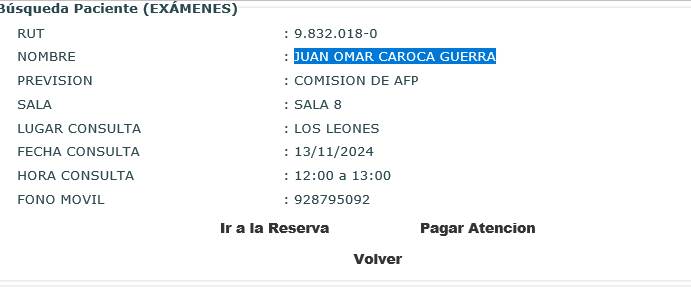 Búsqueda Paciente (EXÁMENES)
RUT : 9.832.018-0
NOMBRE : JUAN OMAR CAROCA GUERRA
PREVISION : COMISION DE AFP
SALA : SALA 8
LUGAR CONSULTA : LOS LEONES
FECHA CONSULTA : 13/11/2024
HORA CONSULTA : 12:00 a 13:00
FONO MOVIL : 928795092
Ir a la Reserva Pagar Atencion
Volver